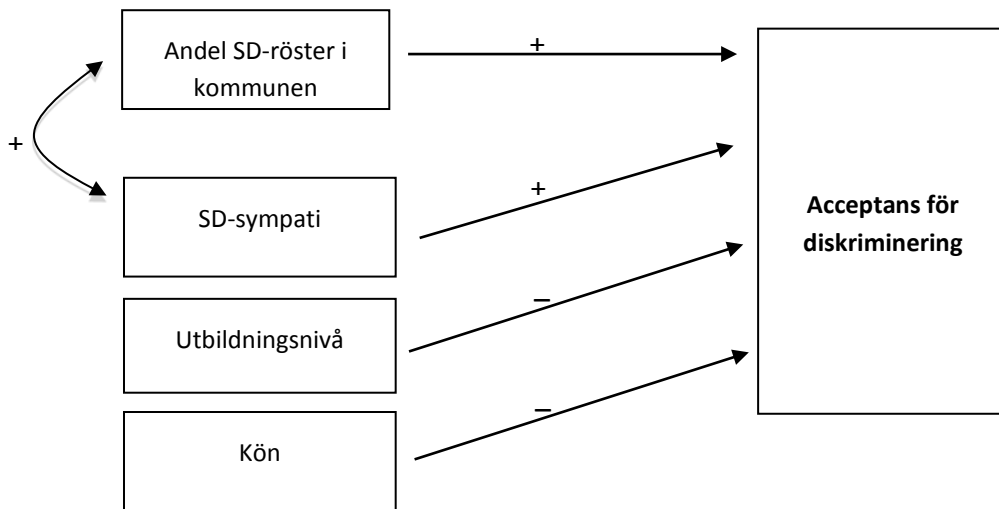 Andel SD-röster i
kommunen
+
+
SD-sympati
+
Acceptans för
diskriminering
Utbildningsnivå
–
Kön
–